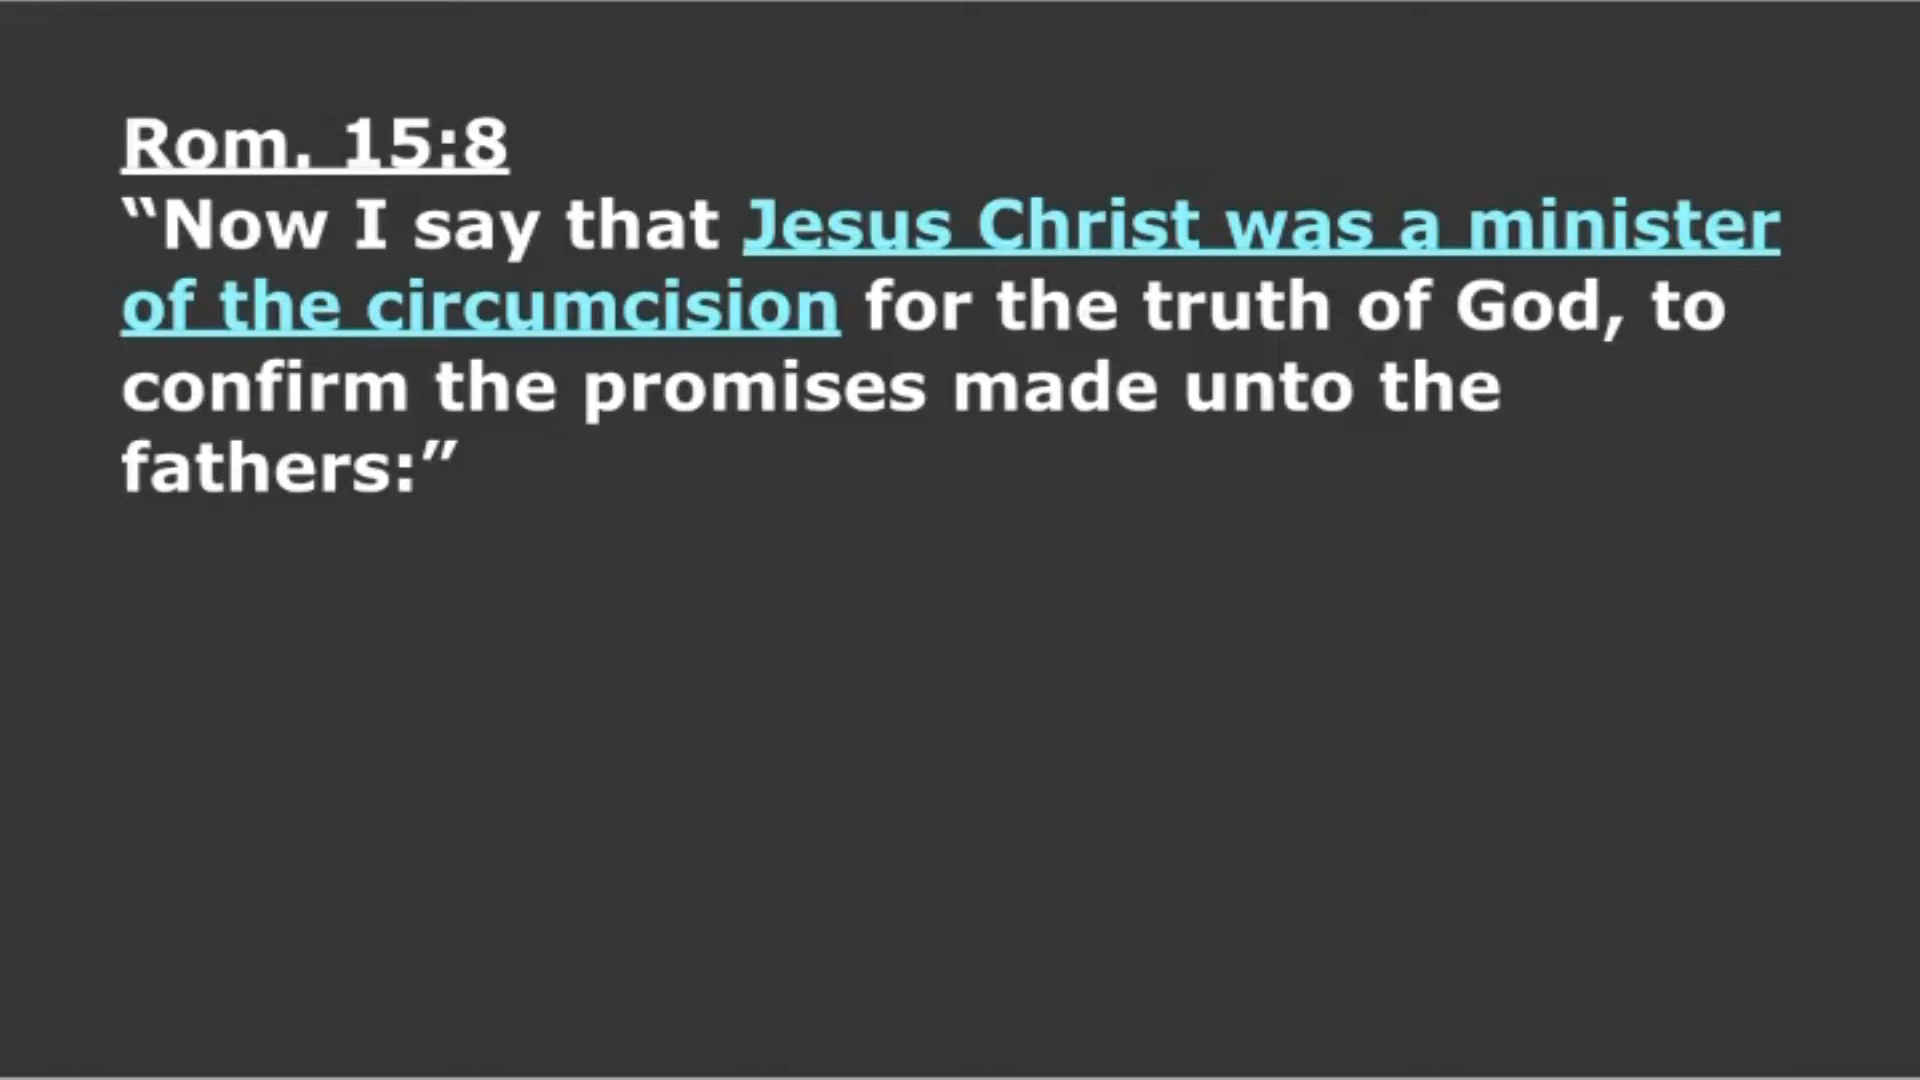 Rom. 15:8
“Now I say that Jesus Christ was a minister
of the circumcision for the truth of God, to
confirm the promises made unto the
fathers:”